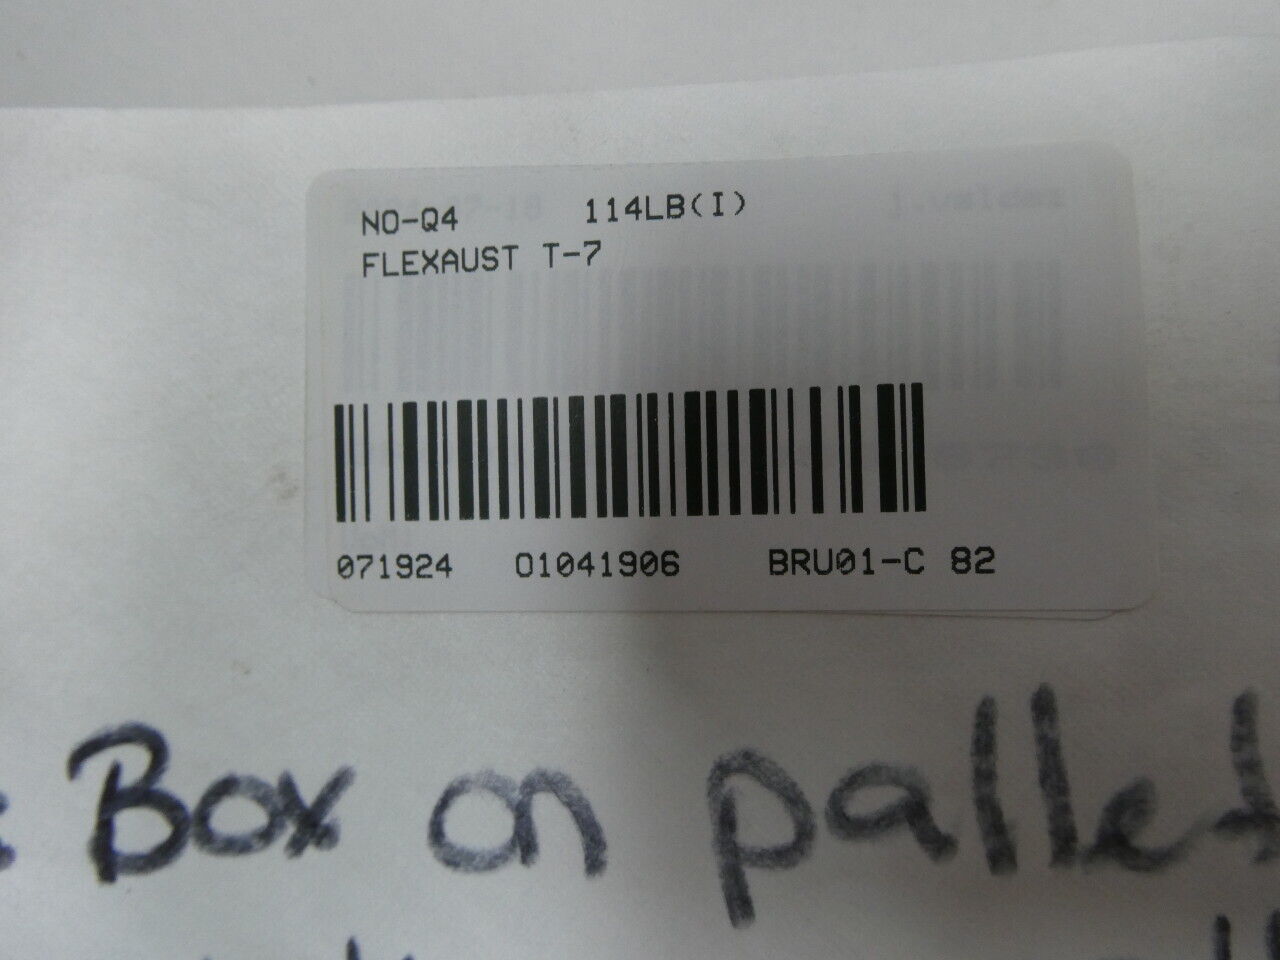 NO-Q4 114LB(I)
FLEXAUST T-7
071924 01041906 BRU01-C 82
Box on pallet